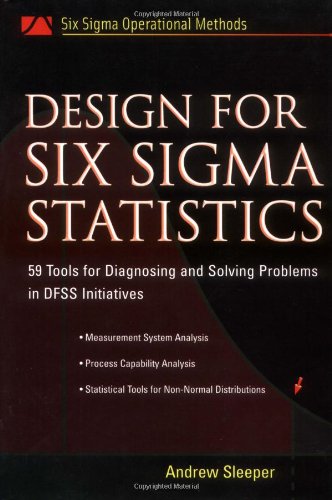 Six Sigma Operational Methods
DESIGN FOR
SIX SIGMA
STATISTICS
59 Tools for Diagnosing and Solving Problems
in DFSS Initiatives
• Measurement System Analysis
• Process Capability Analysis
• Statistical Tools for Non-Normal Distributions
Andrew Sleeper